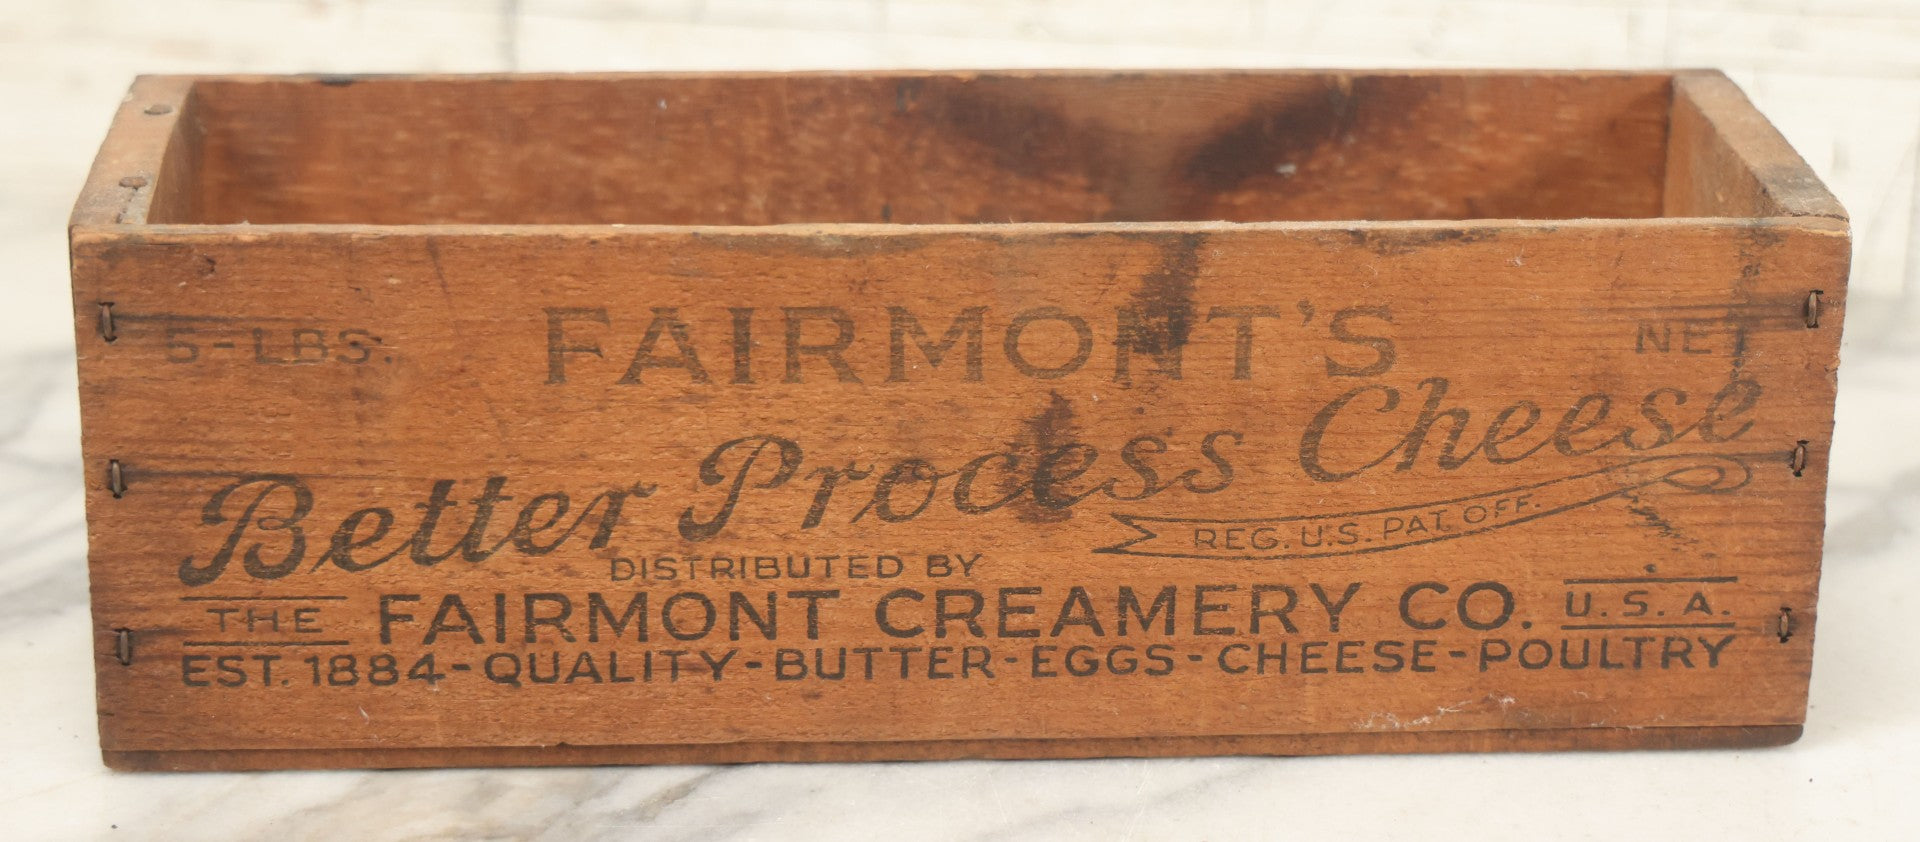 5-LBS. FAIRMONT'S NET
Better Process Cheese
REG. U.S. PAT. OFF.
DISTRIBUTED BY
THE FAIRMONT CREAMERY CO. U.S.A.
EST. 1884-QUALITY-BUTTER-EGGS-CHEESE-POULTRY